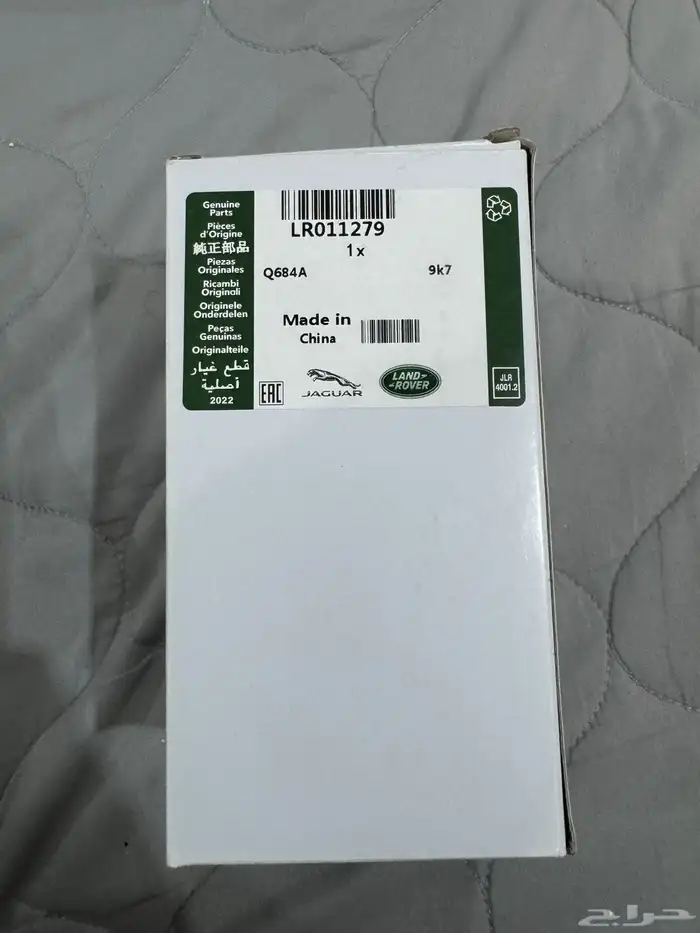 Genuine
Parts
Pièces
d'Origine
純正部品
Piezas
Originales
Ricambi
Originali
Originele
Onderdelen
Peças
Genuínas
Originalteile
قطع غيار
أصلية
2022
LR011279
1x
Q684A
9k7
Made in
China
EAC
JAGUAR
LAND-
-ROVER
JLR
4001.2
حراج